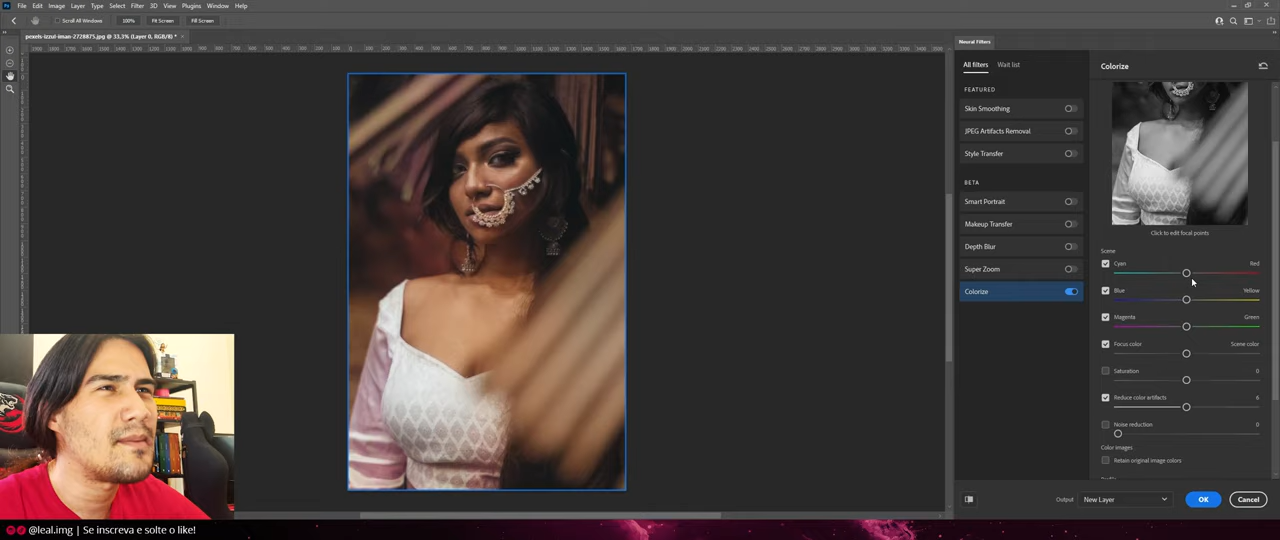 Ps File Edit Image Layer Type Select Filter 3D View Plugins Window Help
Scroll All Windows 100% Fit Screen Fill Screen
pexels-izzul-iman-2728875.jpg @ 33,3% (Layer 0, RGB/8) *
Neural Filters
All filters Wait list
FEATURED
Skin Smoothing
JPEG Artifacts Removal
Style Transfer
BETA
Smart Portrait
Makeup Transfer
Depth Blur
Super Zoom
Colorize
Colorize
Click to edit focal points
Scene
Cyan Red
Blue Yellow
Magenta Green
Focus color Scene color
Saturation 0
Reduce color artifacts 6
Noise reduction 0
Color images
Retain original image colors
Output New Layer OK Cancel
@leal.img | Se inscreva e solte o like!